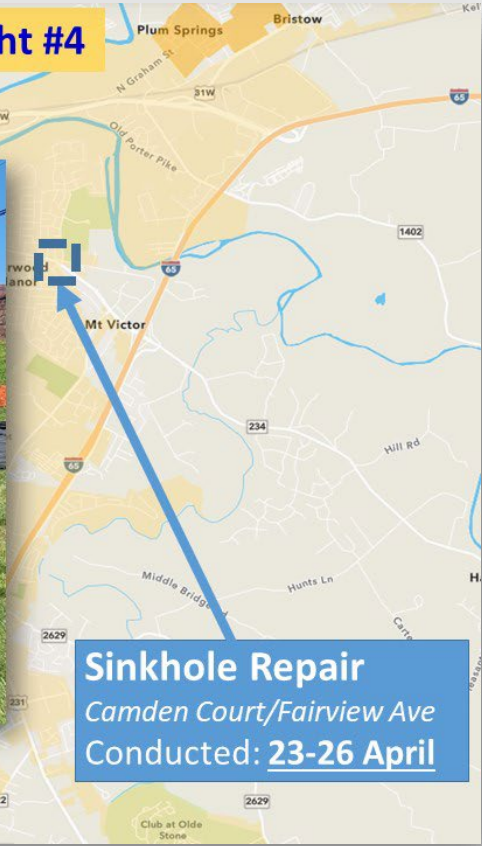 ht #4
Plum Springs
Bristow
N Graham St
31W
65
Old Porter Pike
1402
65
Mt Victor
234
Hill Rd
65
Middle Bridge
Hunts Ln
2629
Sinkhole Repair
Camden Court/Fairview Ave
Conducted: 23-26 April
231
2629
Club at Olde
Stone